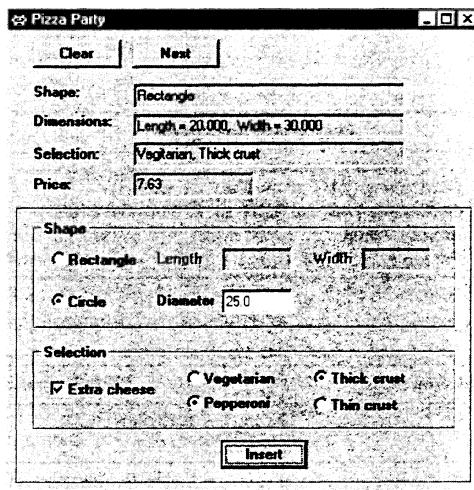 Pizza Party
Clear Next
Shape: Rectangle
Dimensions: Length = 20.000, Width = 30.000
Selection: Vegitarian, Thick crust
Price: 7.63
Shape
Rectangle Length Width
Circle Diameter 25.0
Selection
Extra cheese Vegetarian Thick crust
Pepperoni Thin crust
Insert